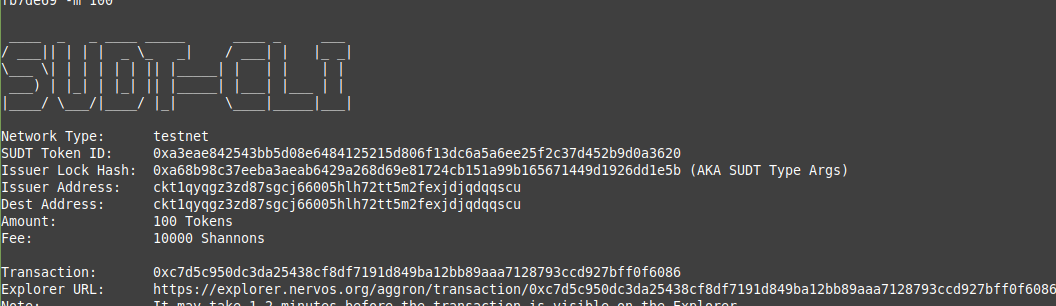 fb7de69 -m 100
SUDT-CLI
Network Type: testnet
SUDT Token ID: 0xa3eae842543bb5d08e6484125215d806f13dc6a5a6ee25f2c37d452b9d0a3620
Issuer Lock Hash: 0xa68b98c37eeba3aeab6429a268d69e81724cb151a99b165671449d1926dd1e5b (AKA SUDT Type Args)
Issuer Address: ckt1qyqgz3zd87sgcj66005hlh72tt5m2fexjdjqdqqscu
Dest Address: ckt1qyqgz3zd87sgcj66005hlh72tt5m2fexjdjqdqqscu
Amount: 100 Tokens
Fee: 10000 Shannons
Transaction: 0xc7d5c950dc3da25438cf8df7191d849ba12bb89aaa7128793ccd927bff0f6086
Explorer URL: https://explorer.nervos.org/aggron/transaction/0xc7d5c950dc3da25438cf8df7191d849ba12bb89aaa7128793ccd927bff0f6086
Note: It may take 1-2 minutes before the transaction is visible on the Explorer.